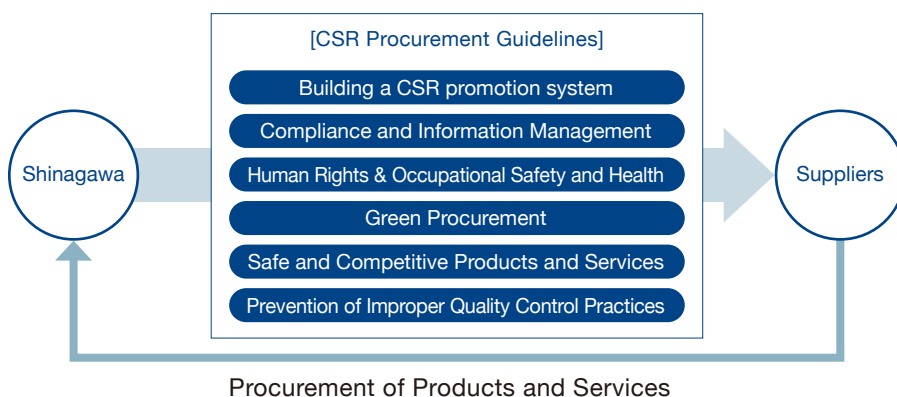 [CSR Procurement Guidelines]
Building a CSR promotion system
Compliance and Information Management
Shinagawa
Human Rights & Occupational Safety and Health
Suppliers
Green Procurement
Safe and Competitive Products and Services
Prevention of Improper Quality Control Practices
Procurement of Products and Services